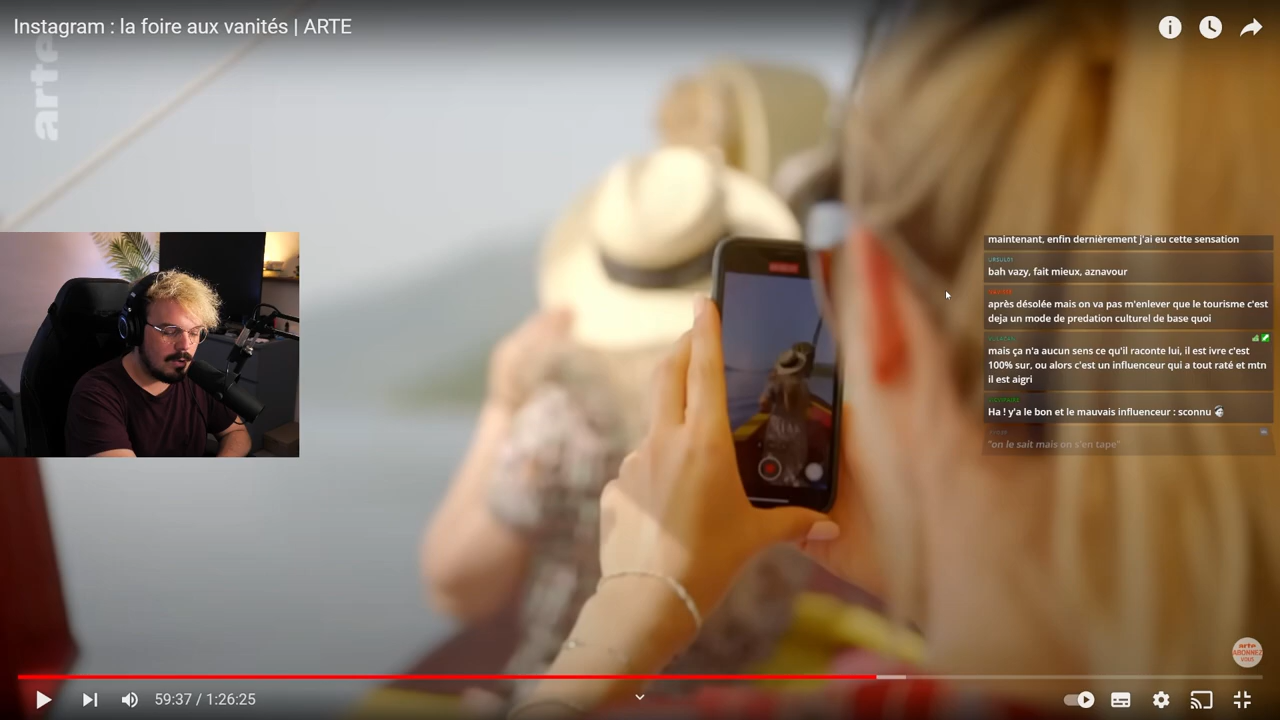 Instagram : la foire aux vanités | ARTE
arte
maintenant, enfin dernièrement j'ai eu cette sensation
bah vazy, fait mieux, aznavour
après désolée mais on va pas m'enlever que le tourisme c'est
deja un mode de predation culturel de base quoi
mais ça n'a aucun sens ce qu'il raconte lui, il est ivre c'est
100% sur, ou alors c'est un influenceur qui a tout raté et mtn
il est aigri
Ha ! y'a le bon et le mauvais influenceur : sconnu
"on le sait mais on s'en tape"
arte
ABONNEZ
VOUS
59:37 / 1:26:25